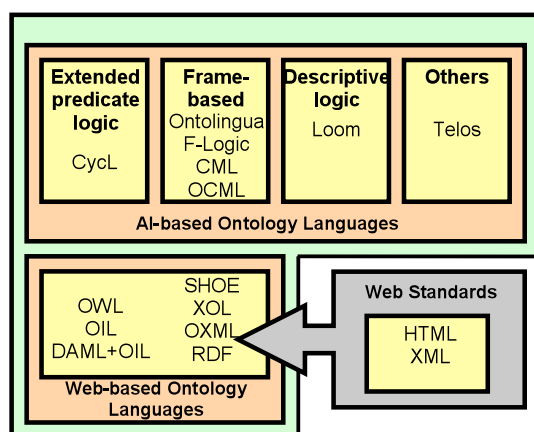 Extended
predicate
logic
CycL
Frame-
based
Ontolingua
F-Logic
CML
OCML
Descriptive
logic
Loom
Others
Telos
AI-based Ontology Languages
OWL
OIL
DAML+OIL
SHOE
XOL
OXML
RDF
Web-based Ontology
Languages
Web Standards
HTML
XML